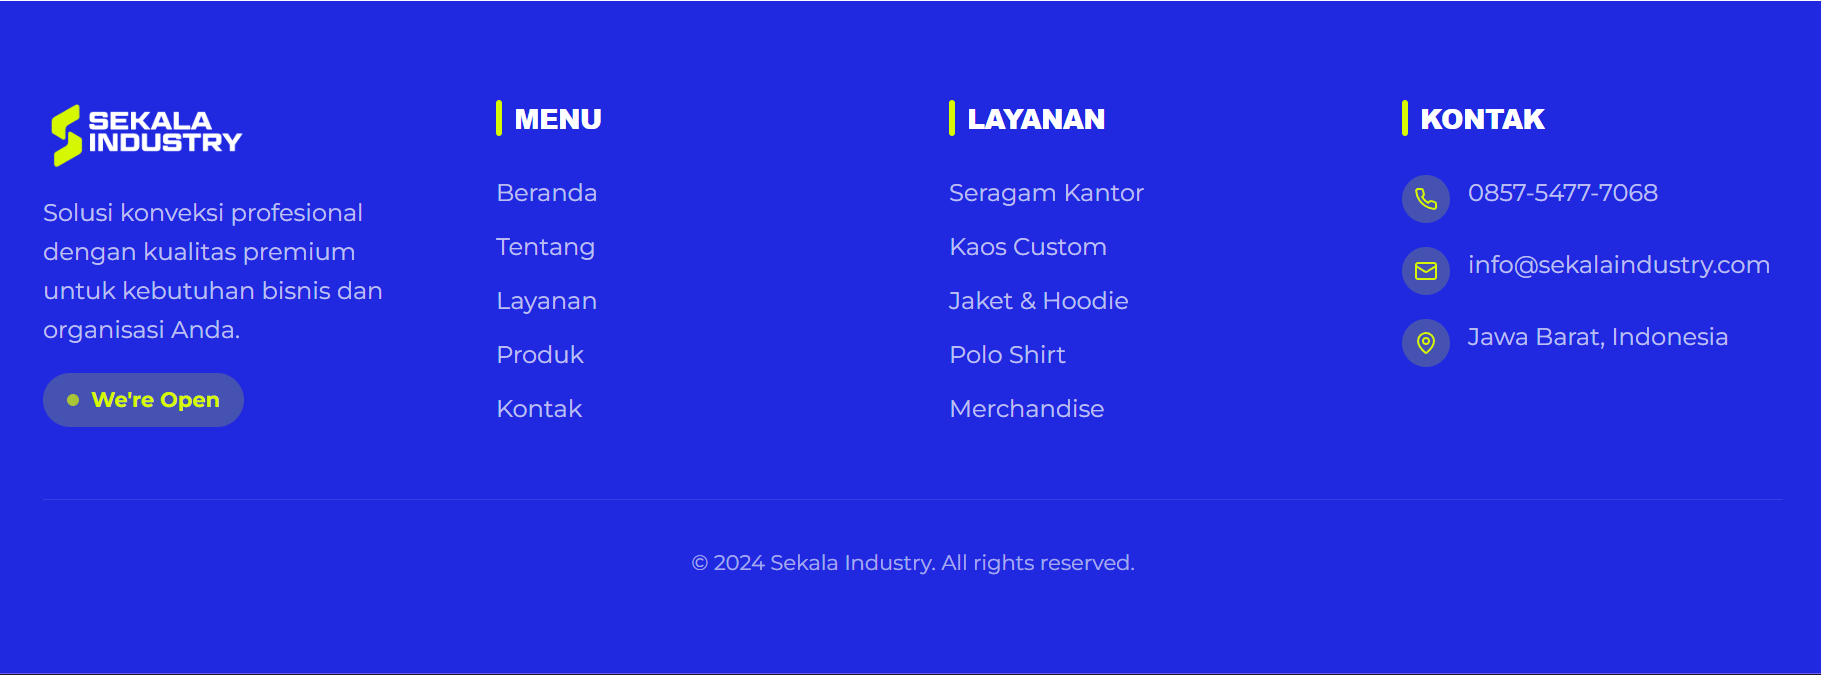 SEKALA
INDUSTRY
Solusi konveksi profesional
dengan kualitas premium
untuk kebutuhan bisnis dan
organisasi Anda.
We're Open
MENU
Beranda
Tentang
Layanan
Produk
Kontak
LAYANAN
Seragam Kantor
Kaos Custom
Jaket & Hoodie
Polo Shirt
Merchandise
KONTAK
0857-5477-7068
info@sekalaindustry.com
Jawa Barat, Indonesia
© 2024 Sekala Industry. All rights reserved.